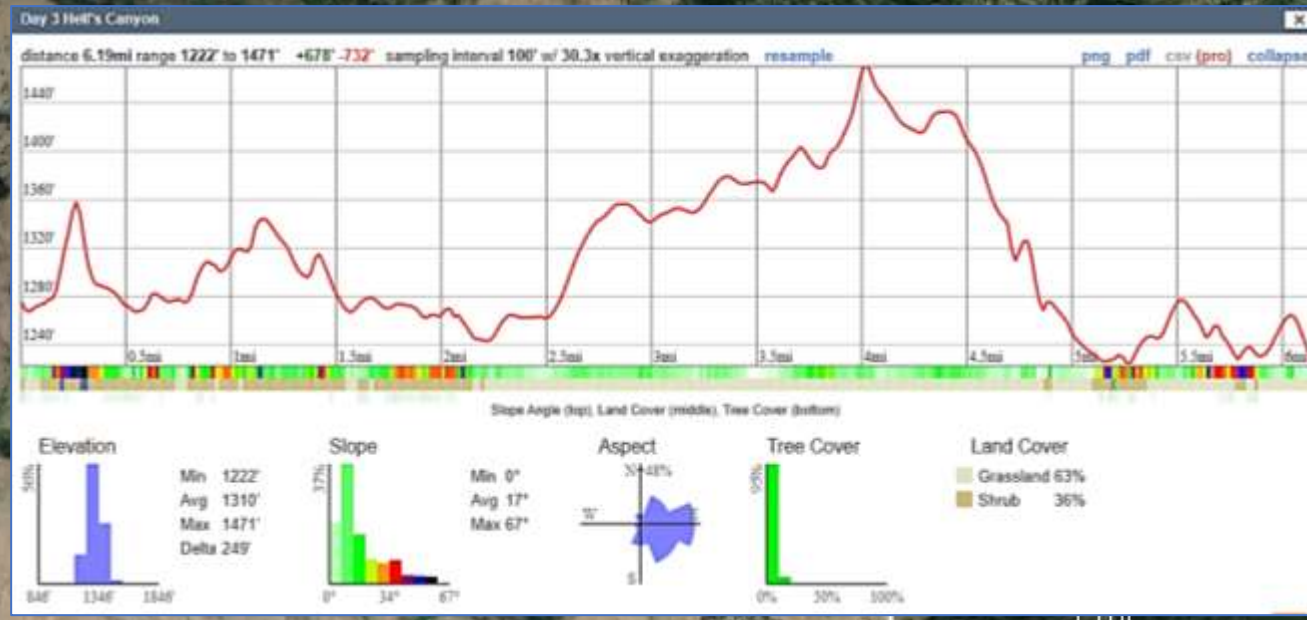 Day 3 Hell's Canyon
distance 6.19mi range 1222' to 1471' +678' -732' sampling interval 100' w/ 30.3x vertical exaggeration resample png pdf csv (pro) collapse
1440'
1400'
1360'
1320'
1280'
1240'
0.5mi 1mi 1.5mi 2mi 2.5mi 3mi 3.5mi 4mi 4.5mi 5mi 5.5mi 6mi
Slope Angle (top), Land Cover (middle), Tree Cover (bottom)
Elevation
Min 1222'
Avg 1310'
Max 1471'
Delta 249'
846' 1346' 1846'
Slope
37%
Min 0°
Avg 17°
Max 67°
0° 34° 67°
Aspect
N 48%
W
S
Tree Cover
95%
0% 50% 100%
Land Cover
Grassland 63%
Shrub 36%